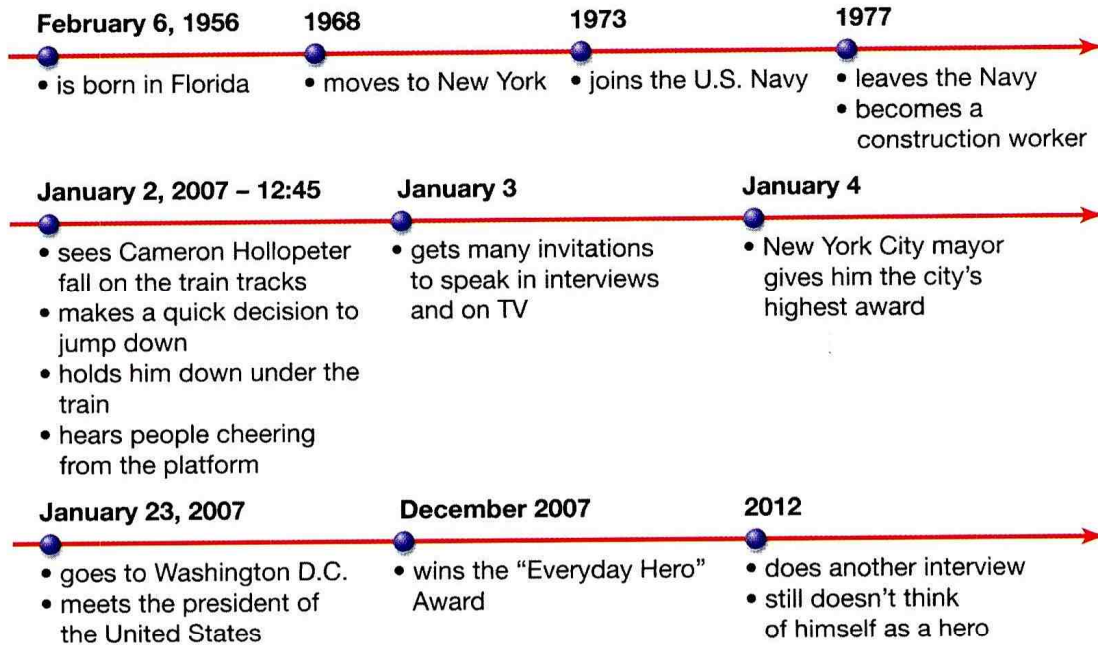 February 6, 1956
• is born in Florida
1968
• moves to New York
1973
• joins the U.S. Navy
1977
• leaves the Navy
• becomes a
construction worker
January 2, 2007 – 12:45
• sees Cameron Hollopeter
fall on the train tracks
• makes a quick decision to
jump down
• holds him down under the
train
• hears people cheering
from the platform
January 3
• gets many invitations
to speak in interviews
and on TV
January 4
• New York City mayor
gives him the city's
highest award
January 23, 2007
• goes to Washington D.C.
• meets the president of
the United States
December 2007
• wins the “Everyday Hero”
Award
2012
• does another interview
• still doesn't think
of himself as a hero